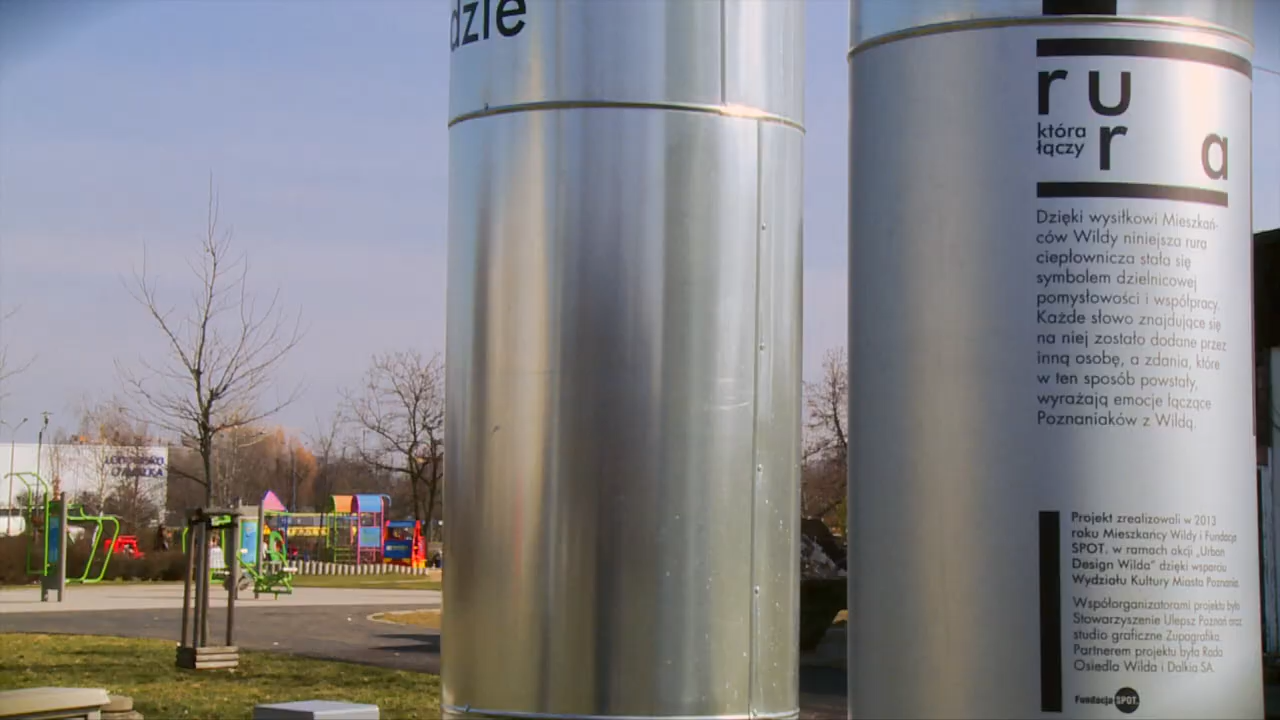 dzie
ru
która
łączy
r a
Dzięki wysiłkowi Mieszkań-
ców Wildy niniejsza rura
ciepłownicza stała się
symbolem dzielnicowej
pomysłowości i współpracy.
Każde słowo znajdujące się
na niej zostało dodane przez
inną osobę, a zdania, które
w ten sposób powstały,
wyrażają emocje łączące
Poznaniaków z Wildą.
Projekt zrealizowali w 2013
roku Mieszkańcy Wildy i Fundacja
SPOT. w ramach akcji „Urban
Design Wilda” dzięki wsparciu
Wydziału Kultury Miasta Poznania.
Współorganizatorami projektu było
Stowarzyszenie Ulepsz Poznań oraz
studio graficzne Zupagrafika.
Partnerem projektu była Rada
Osiedla Wilda i Dalkia SA.
Fundacja SPOT.